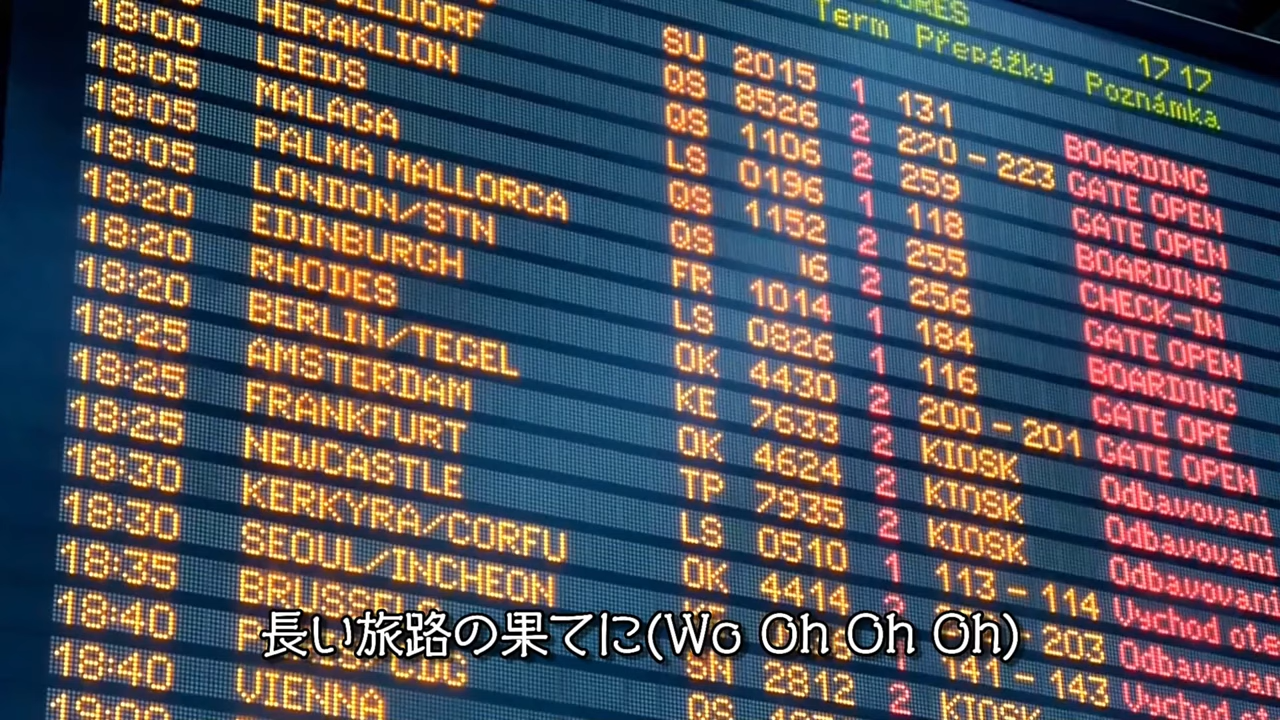 Term Přepážky Poznámka 17 17
SU 2015 1 131 BOARDING
QS 8526 2 220 - 223 GATE OPEN
HERAKLION QS 1106 2 259 GATE OPEN
18:00 LEEDS LS 0196 1 118 BOARDING
18:05 MALAGA QS 1152 2 255 CHECK-IN
18:05 PALMA MALLORCA QS 16 2 256 GATE OPEN
18:05 LONDON/STN FR 1014 1 184 BOARDING
18:20 EDINBURGH LS 0826 1 116 GATE OPE
18:20 RHODES OK 4430 2 200 - 201 GATE OPEN
18:20 BERLIN/TEGEL KE 7633 2 KIOSK Odbavovani
18:25 AMSTERDAM OK 4624 2 KIOSK Odbavovani
18:25 FRANKFURT TP 7935 2 KIOSK Odbavovani
18:25 NEWCASTLE LS 0510 1 113 - 114 Vychod ote
18:30 KERKYRA/CORFU OK 4414 203 Odbavovan
18:30 SEOUL/INCHEON 1 141 - 143 Vychod ot
18:35 SN 2812 2 KIOSK
18:40 CDG QS
18:40 VIENNA
長い旅路の果てに(Wo Oh Oh Oh)